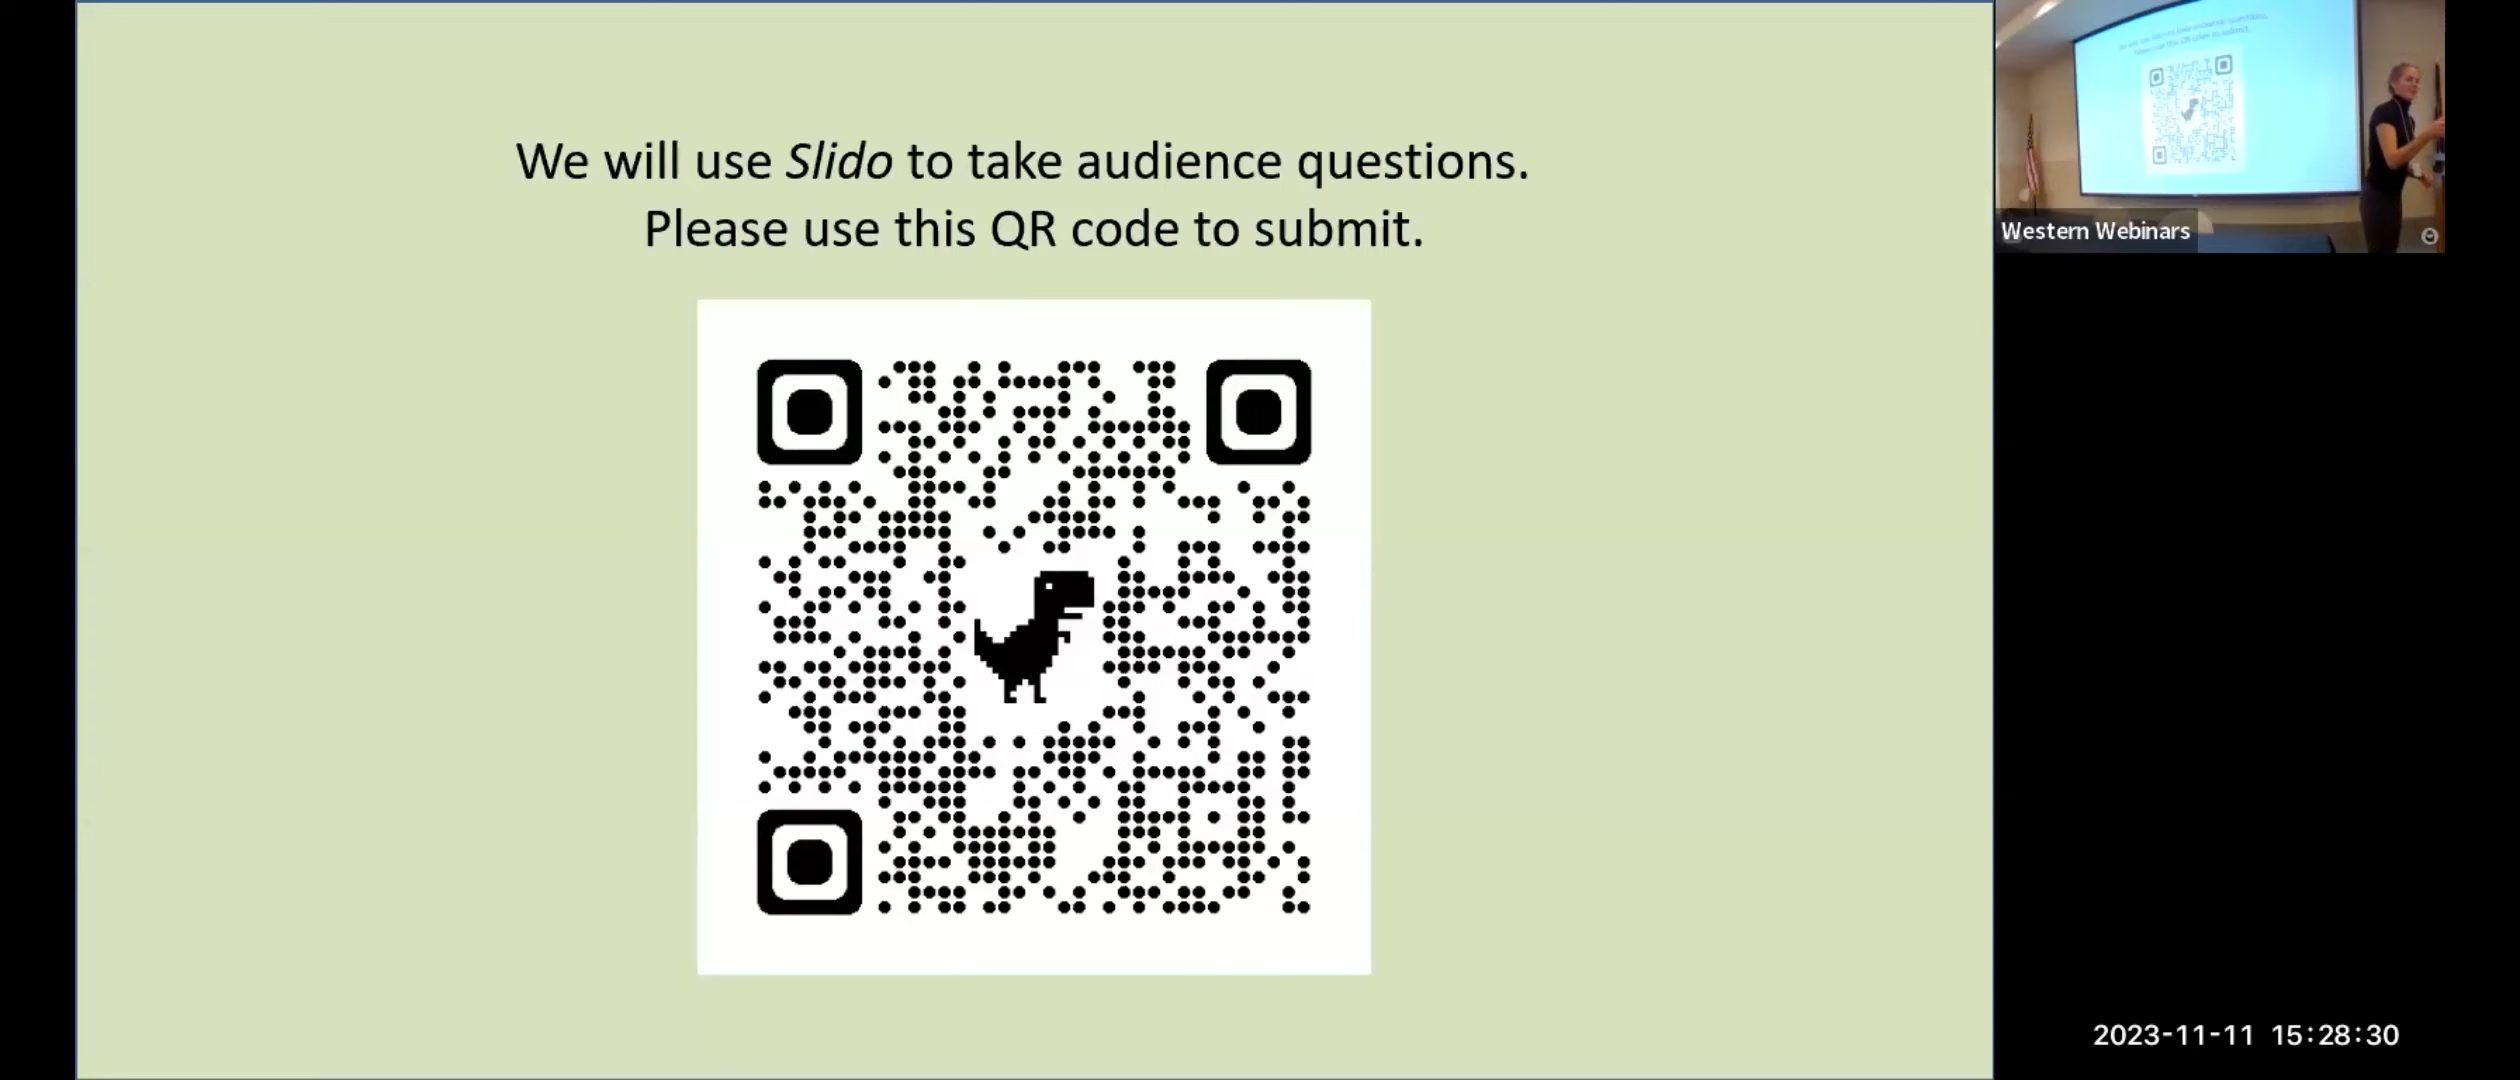 We will use Slido to take audience questions.
Please use this QR code to submit.
Western Webinars
2023-11-11 15:28:30